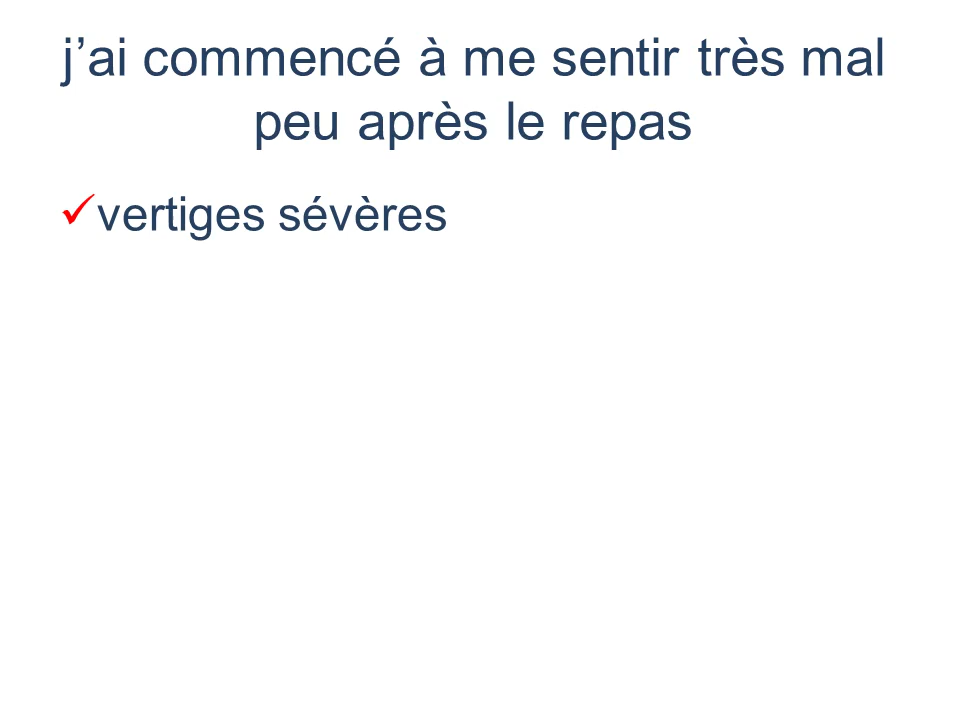 j’ai commencé à me sentir très mal
peu après le repas
✓vertiges sévères